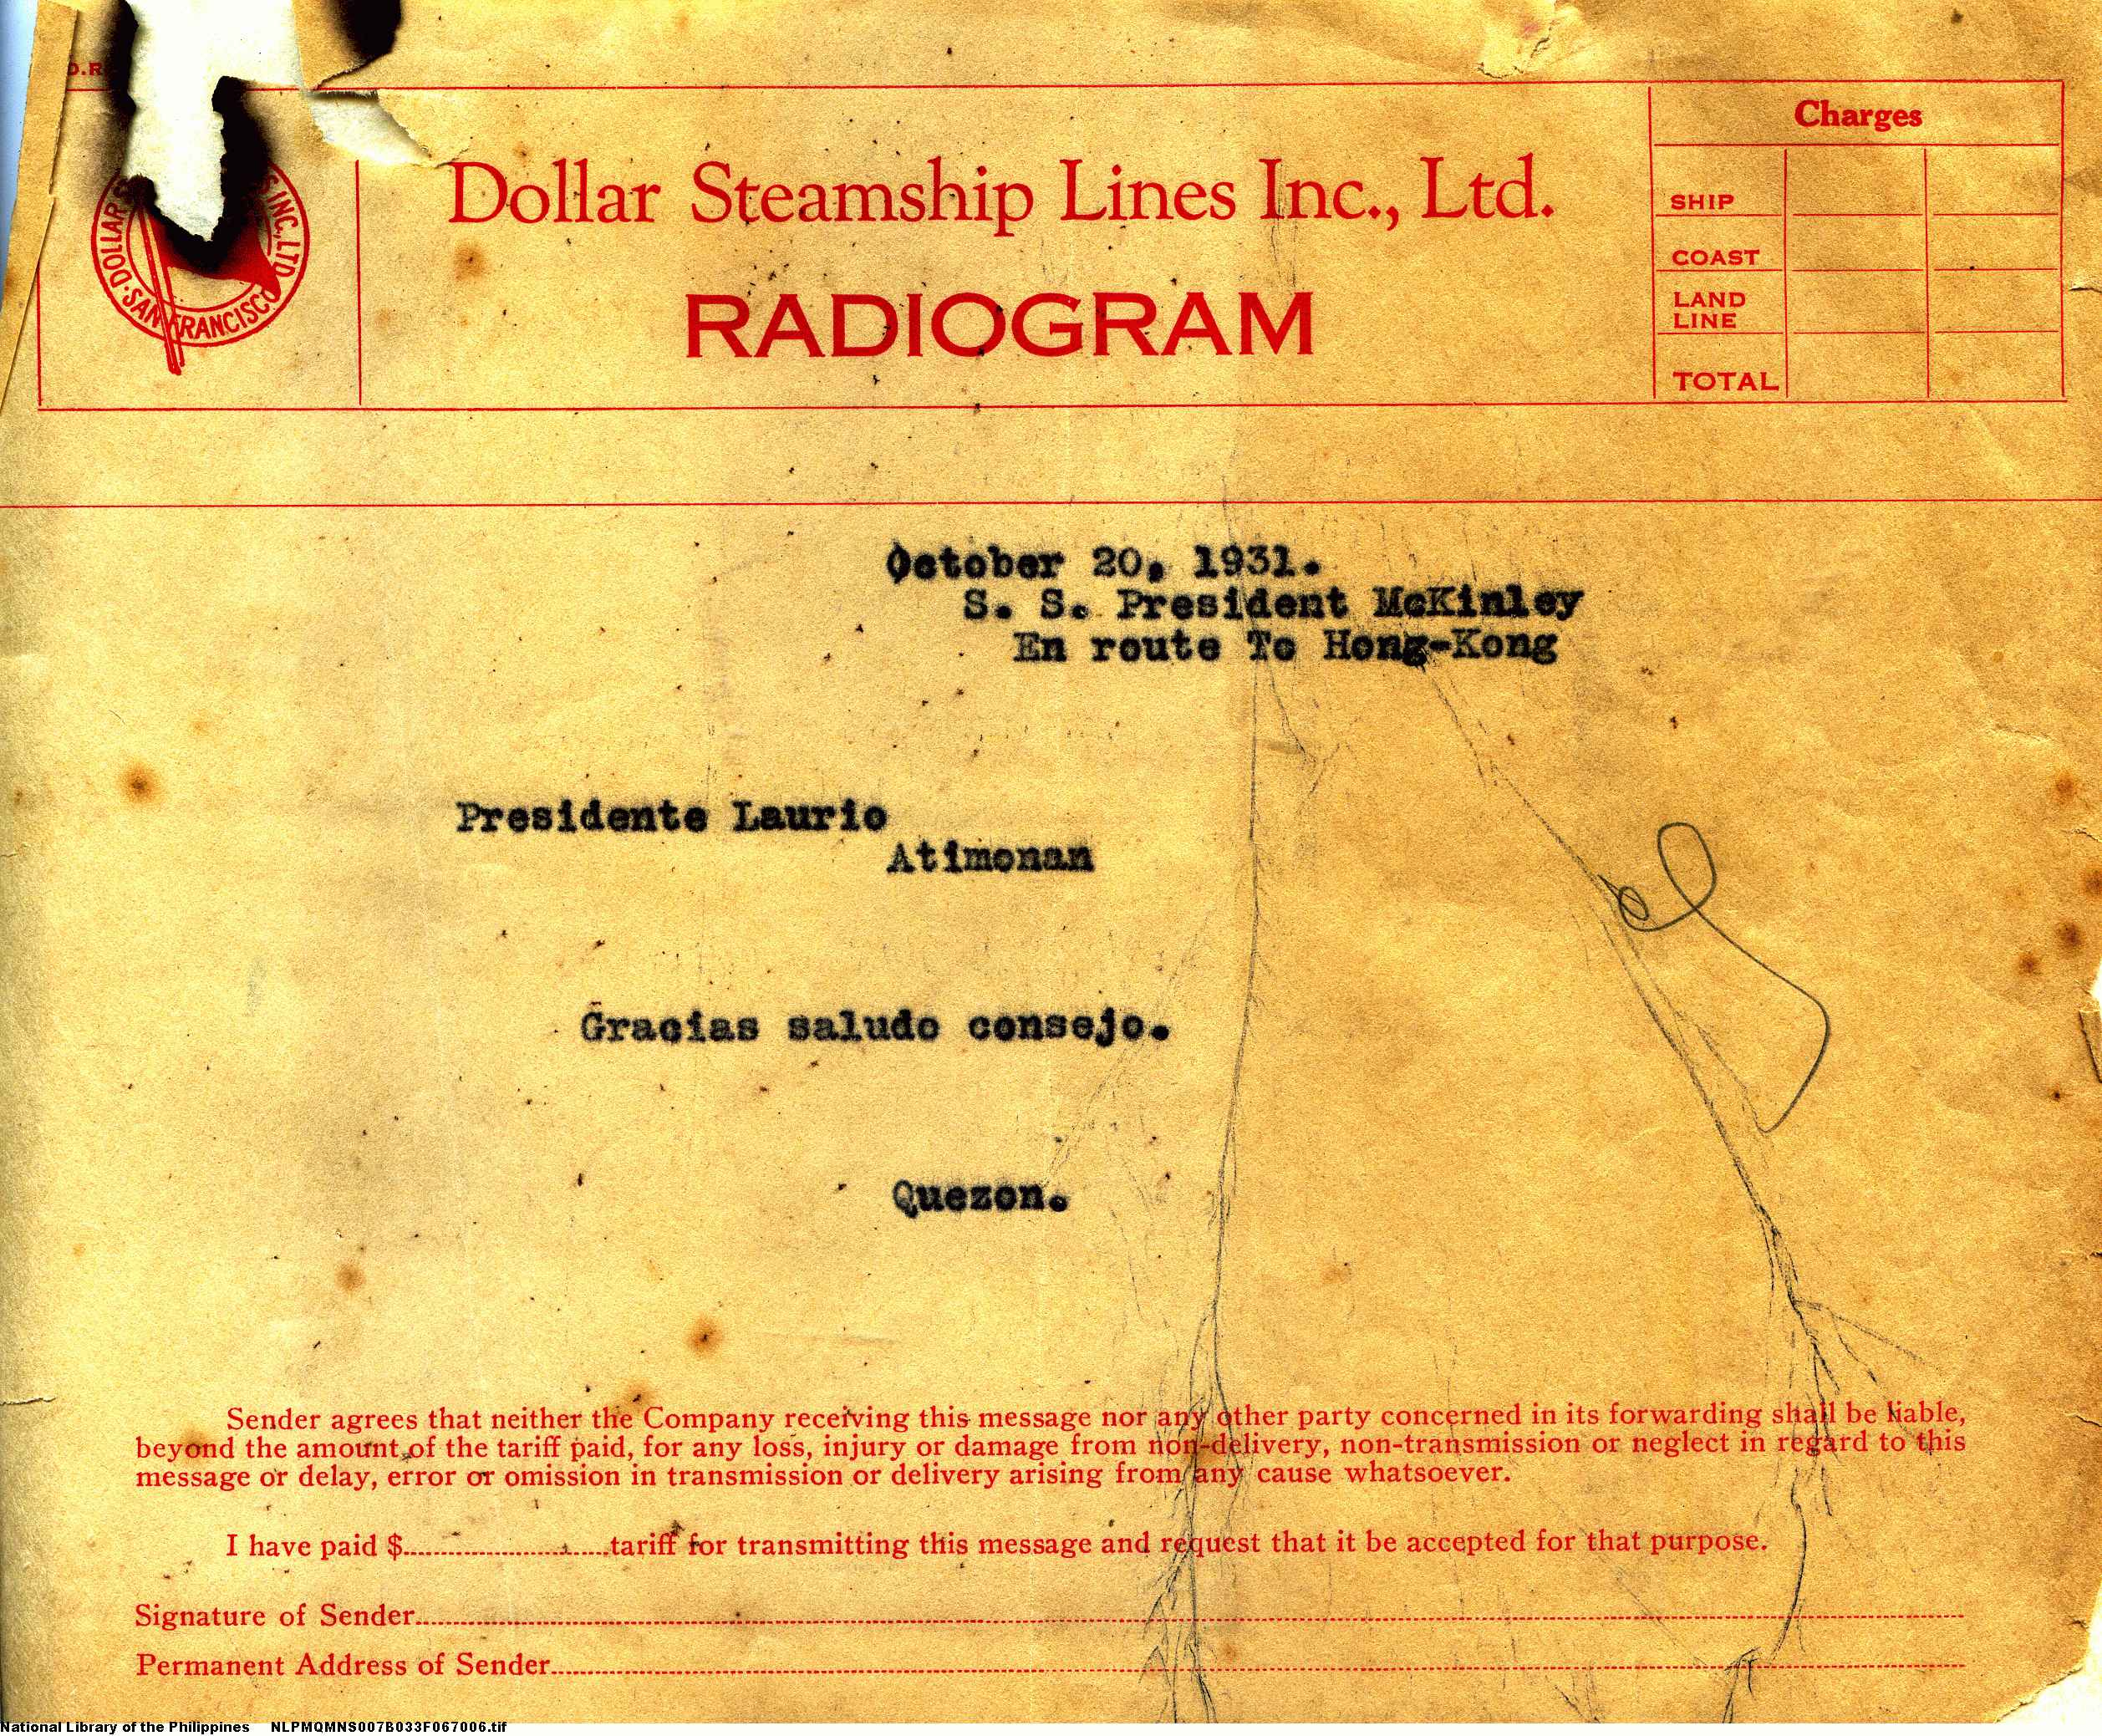 Charges
Dollar Steamship Lines Inc., Ltd.
RADIOGRAM
SHIP
COAST
LAND
LINE
TOTAL
DOLLAR S INC., LTD. SAN FRANCISCO
October 20, 1931.
S. S. President McKinley
En route To Hong-Kong
Presidente Laurio
Atimonan
Gracias saludo consejo.
Quezon.
Sender agrees that neither the Company receiving this message nor any other party concerned in its forwarding shall be liable,
beyond the amount of the tariff paid, for any loss, injury or damage from non-delivery, non-transmission or neglect in regard to this
message or delay, error or omission in transmission or delivery arising from any cause whatsoever.
I have paid $ tariff for transmitting this message and request that it be accepted for that purpose.
Signature of Sender
Permanent Address of Sender
National Library of the Philippines NLPMQMNS007B033F067006.tif